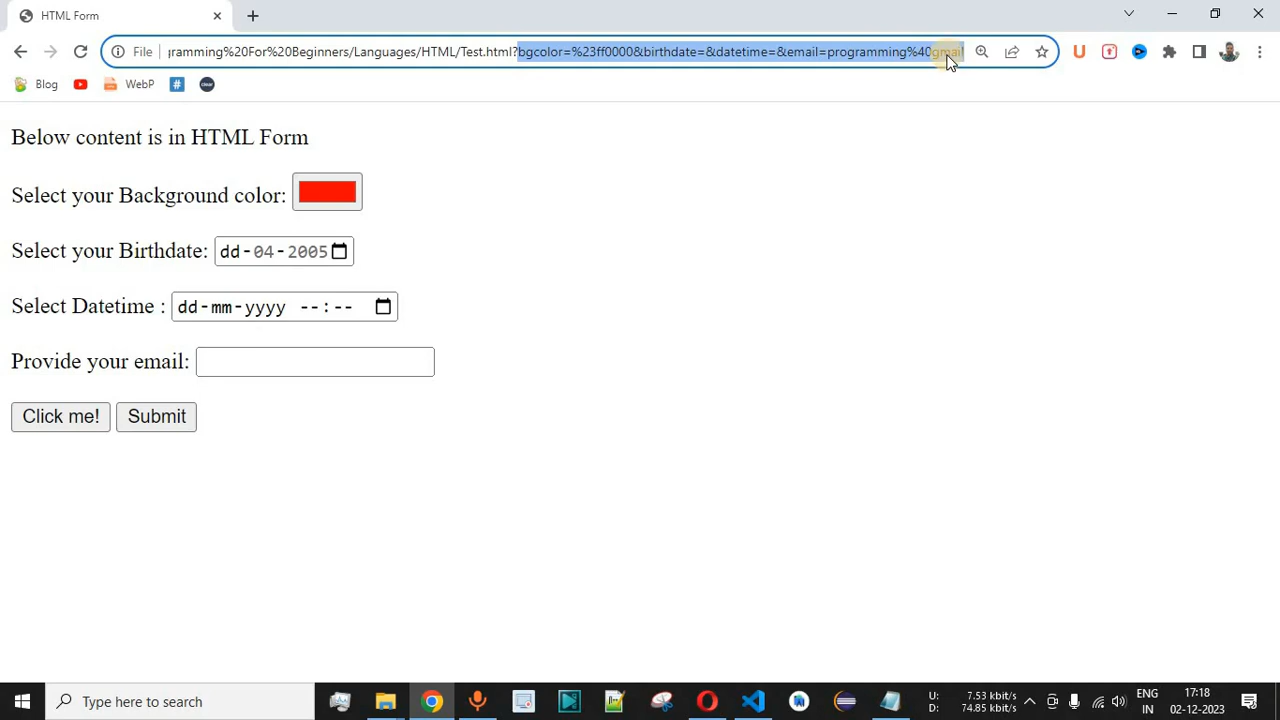 HTML Form
File
ramming%20For%20Beginners/Languages/HTML/Test.html?bgcolor=%23ff0000&birthdate=&datetime=&email=programming%40gmail
Blog
WebP
Below content is in HTML Form
Select your Background color:
Select your Birthdate: dd-04-2005
Select Datetime : dd-mm-yyyy --:--
Provide your email:
Click me! Submit
Type here to search
U: 7.53 kbit/s
D: 74.85 kbit/s
ENG
IN
17:18
02-12-2023